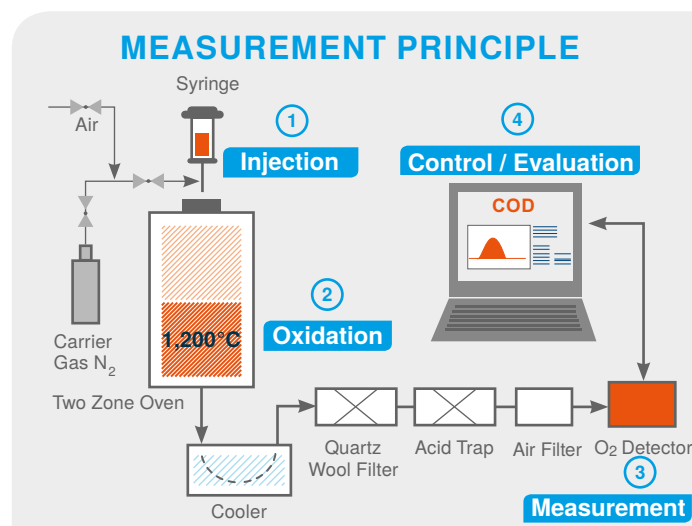 MEASUREMENT PRINCIPLE
Syringe
Air
1
Injection
4
Control / Evaluation
COD
2
Oxidation
1,200°C
Carrier
Gas N₂
Two Zone Oven
Cooler
Quartz
Wool Filter
Acid Trap
Air Filter
O₂ Detector
3
Measurement